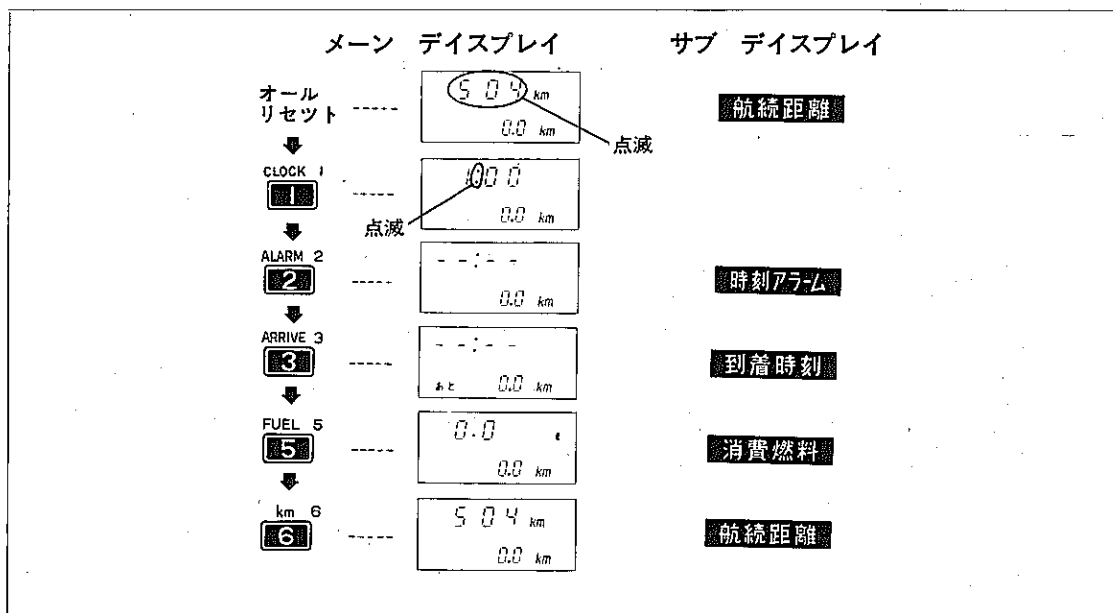 メーン デイスプレイ サブ デイスプレイ
オール
リセツト
504 km
0.0 km
航続距離
点滅
CLOCK 1
1
1:00
0.0 km
点滅
ALARM 2
2
--:--
0.0 km
時刻アラーム
ARRIVE 3
3
--:--
あと 0.0 km
到着時刻
FUEL 5
5
0.0 ℓ
0.0 km
消費燃料
km 6
6
504 km
0.0 km
航続距離